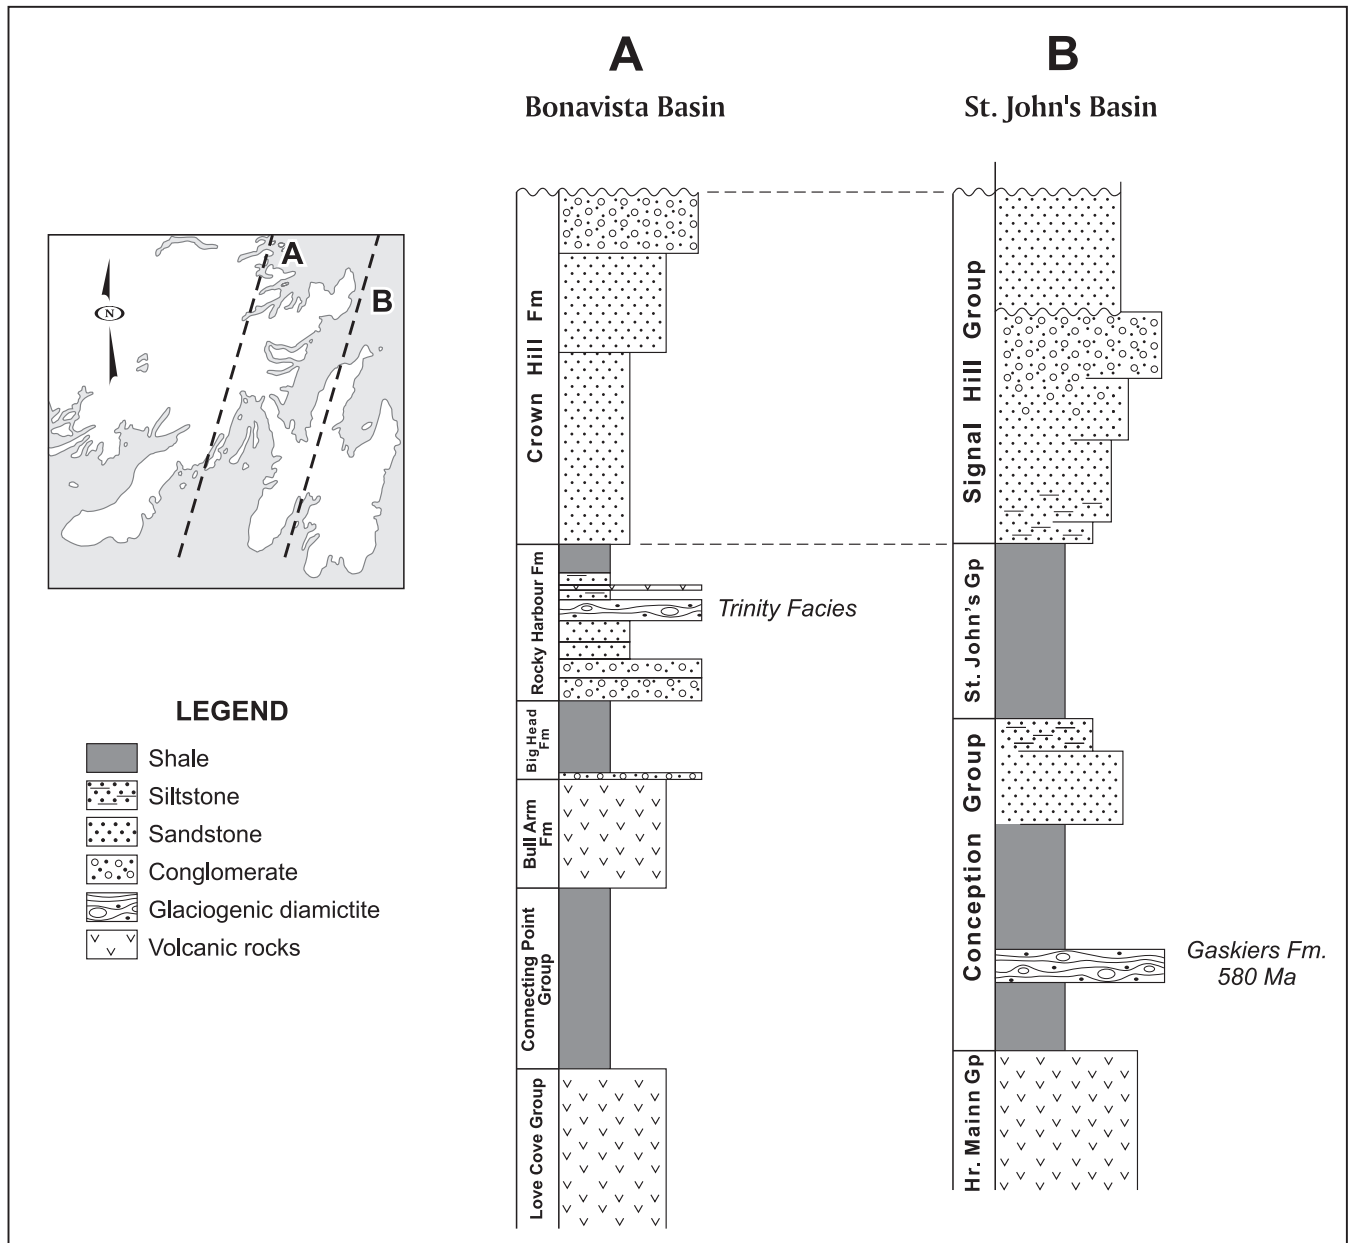 A
Bonavista Basin
B
St. John's Basin
A
B
N
Crown Hill Fm
Rocky Harbour Fm
Big Head
Fm
Bull Arm
Fm
Connecting Point
Group
Love Cove Group
Trinity Facies
Signal Hill Group
St. John's Gp
Conception Group
Hr. Mainn Gp
Gaskiers Fm.
580 Ma
LEGEND
Shale
Siltstone
Sandstone
Conglomerate
Glaciogenic diamictite
Volcanic rocks